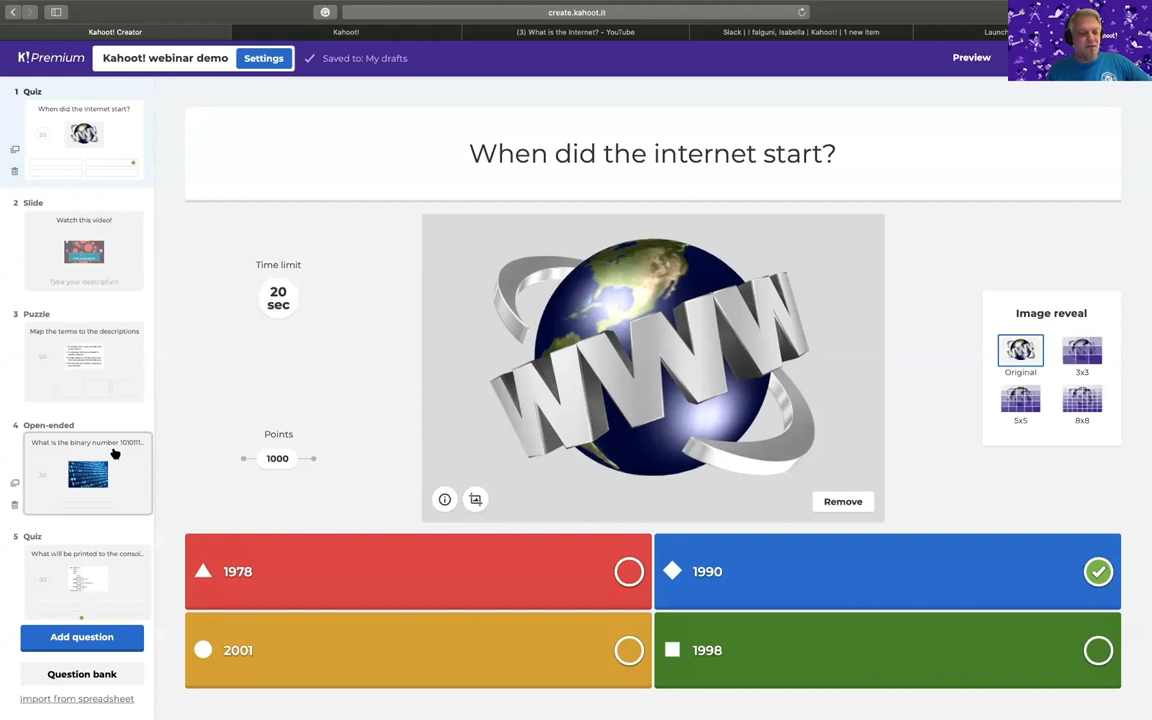 create.kahoot.it
Kahoot! Creator
Kahoot!
(3) What is the Internet? - YouTube
Slack | ! falguni, Isabella | Kahoot! | 1 new item
Launch
K! Premium
Kahoot! webinar demo
Settings
Saved to: My drafts
Preview
1 Quiz
When did the internet start?
20
2 Slide
Watch this video!
Type your description
3 Puzzle
Map the terms to the descriptions
4 Open-ended
What is the binary number 1010111...
5 Quiz
What will be printed to the consol...
Add question
Question bank
Import from spreadsheet
When did the internet start?
Time limit
20
sec
Points
1000
WWW
Remove
Image reveal
Original
3x3
5x5
8x8
1978
1990
2001
1998